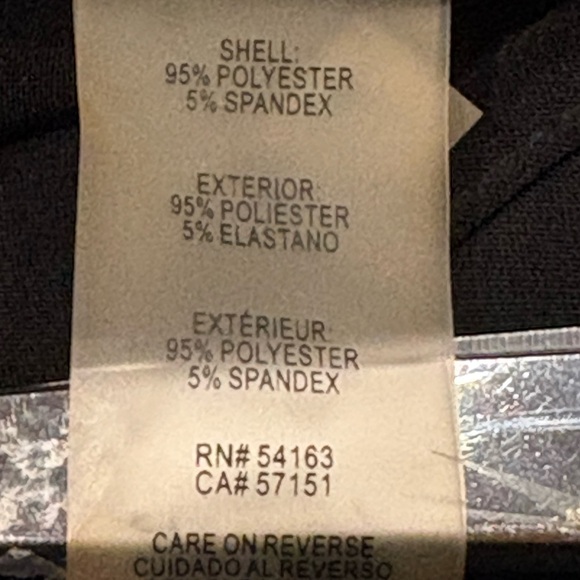 SHELL:
95% POLYESTER
5% SPANDEX
EXTERIOR:
95% POLIÉSTER
5% ELASTANO
EXTÉRIEUR
95% POLYESTER
5% SPANDEX
RN# 54163
CA# 57151
CARE ON REVERSE
CUIDADO AL REVERSO